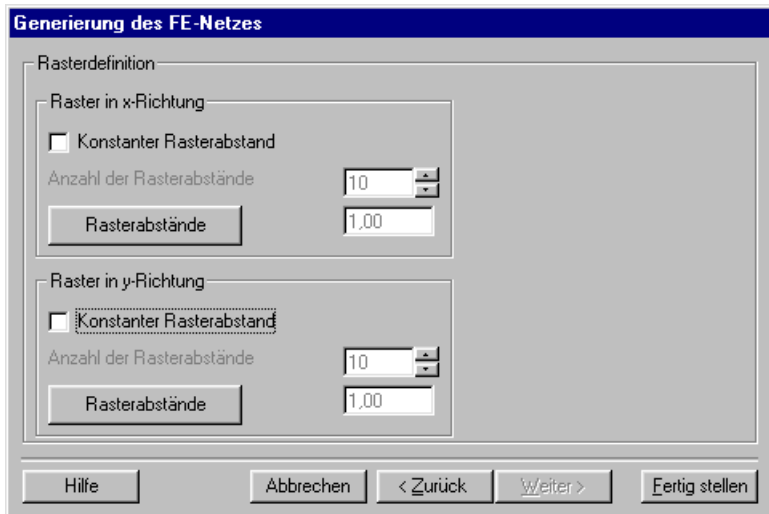 Generierung des FE-Netzes
Rasterdefinition
Raster in x-Richtung
Konstanter Rasterabstand
Anzahl der Rasterabstände 10
Rasterabstände 1,00
Raster in y-Richtung
Konstanter Rasterabstand
Anzahl der Rasterabstände 10
Rasterabstände 1,00
Hilfe Abbrechen < Zurück Weiter > Fertig stellen